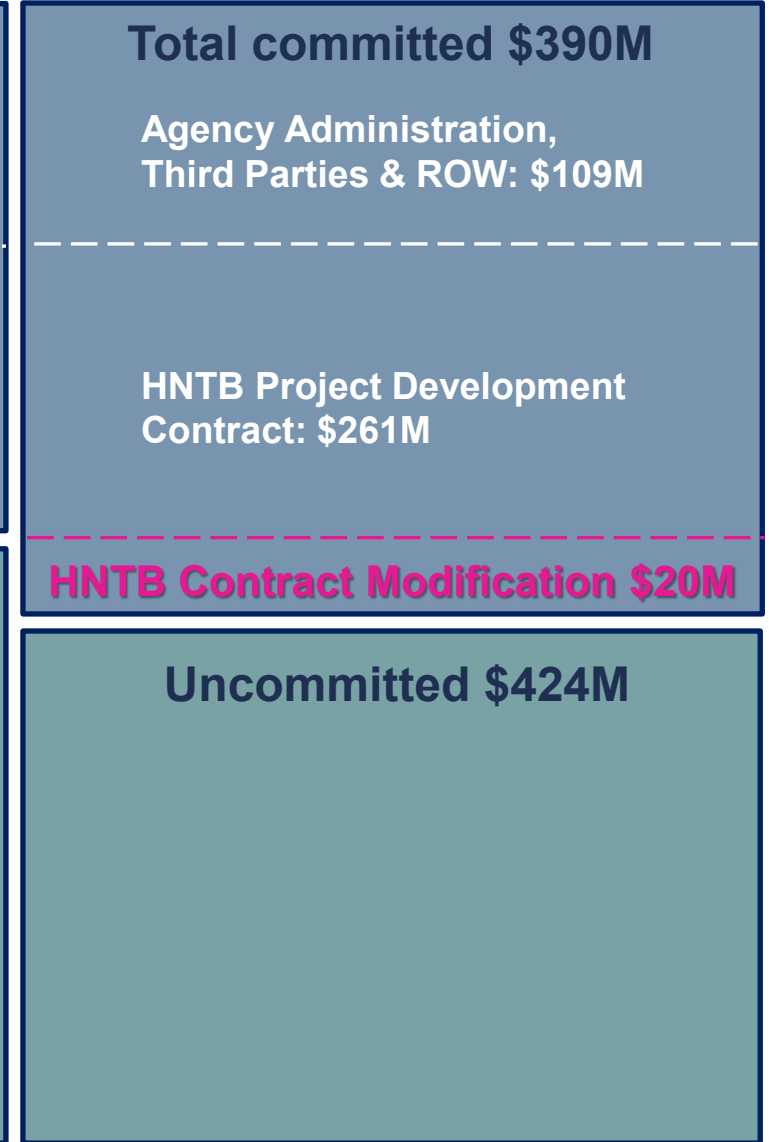 Total committed $390M
Agency Administration,
Third Parties & ROW: $109M
HNTB Project Development
Contract: $261M
HNTB Contract Modification $20M
Uncommitted $424M